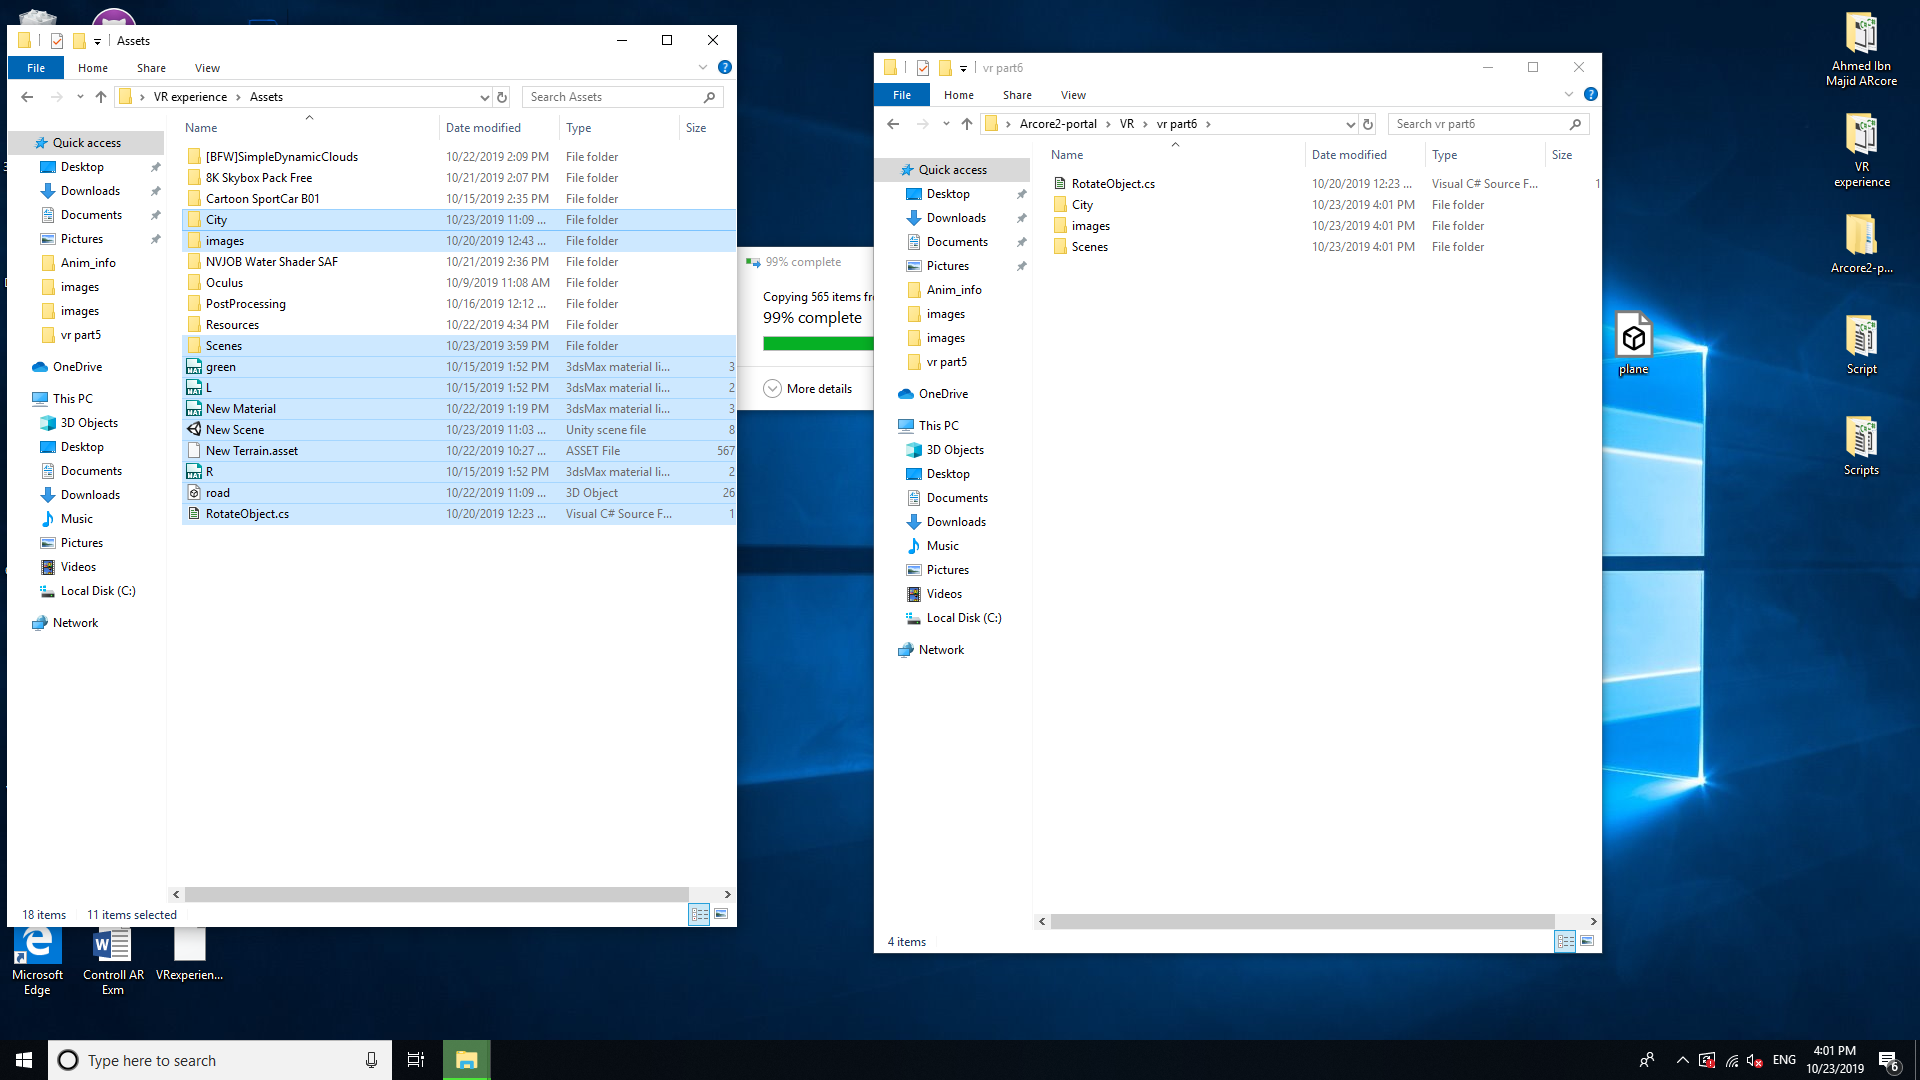 Assets
File Home Share View
VR experience Assets
Search Assets
Name Date modified Type Size
Quick access
Desktop
Downloads
Documents
Pictures
Anim_info
images
images
vr part5
OneDrive
This PC
3D Objects
Desktop
Documents
Downloads
Music
Pictures
Videos
Local Disk (C:)
Network
[BFW]SimpleDynamicClouds 10/22/2019 2:09 PM File folder
8K Skybox Pack Free 10/21/2019 2:07 PM File folder
Cartoon SportCar B01 10/15/2019 2:35 PM File folder
City 10/23/2019 11:09 ... File folder
images 10/20/2019 12:43 ... File folder
NVJOB Water Shader SAF 10/21/2019 2:36 PM File folder
Oculus 10/9/2019 11:08 AM File folder
PostProcessing 10/16/2019 12:12 ... File folder
Resources 10/22/2019 4:34 PM File folder
Scenes 10/23/2019 3:59 PM File folder
green 10/15/2019 1:52 PM 3dsMax material li... 3
L 10/15/2019 1:52 PM 3dsMax material li... 2
New Material 10/22/2019 1:19 PM 3dsMax material li... 3
New Scene 10/23/2019 11:03 ... Unity scene file 8
New Terrain.asset 10/22/2019 10:27 ... ASSET File 567
R 10/15/2019 1:52 PM 3dsMax material li... 2
road 10/22/2019 11:09 ... 3D Object 26
RotateObject.cs 10/20/2019 12:23 ... Visual C# Source F... 1
18 items 11 items selected
99% complete
Copying 565 items fr
99% complete
More details
vr part6
File Home Share View
Arcore2-portal VR vr part6
Search vr part6
Name Date modified Type Size
Quick access
Desktop
Downloads
Documents
Pictures
Anim_info
images
images
vr part5
OneDrive
This PC
3D Objects
Desktop
Documents
Downloads
Music
Pictures
Videos
Local Disk (C:)
Network
RotateObject.cs 10/20/2019 12:23 ... Visual C# Source F... 1
City 10/23/2019 4:01 PM File folder
images 10/23/2019 4:01 PM File folder
Scenes 10/23/2019 4:01 PM File folder
4 items
plane
Ahmed Ibn
Majid ARcore
VR
experience
Arcore2-p...
Script
Scripts
Microsoft
Edge
Controll AR
Exm
VRexperien...
Type here to search
ENG
4:01 PM
10/23/2019
6